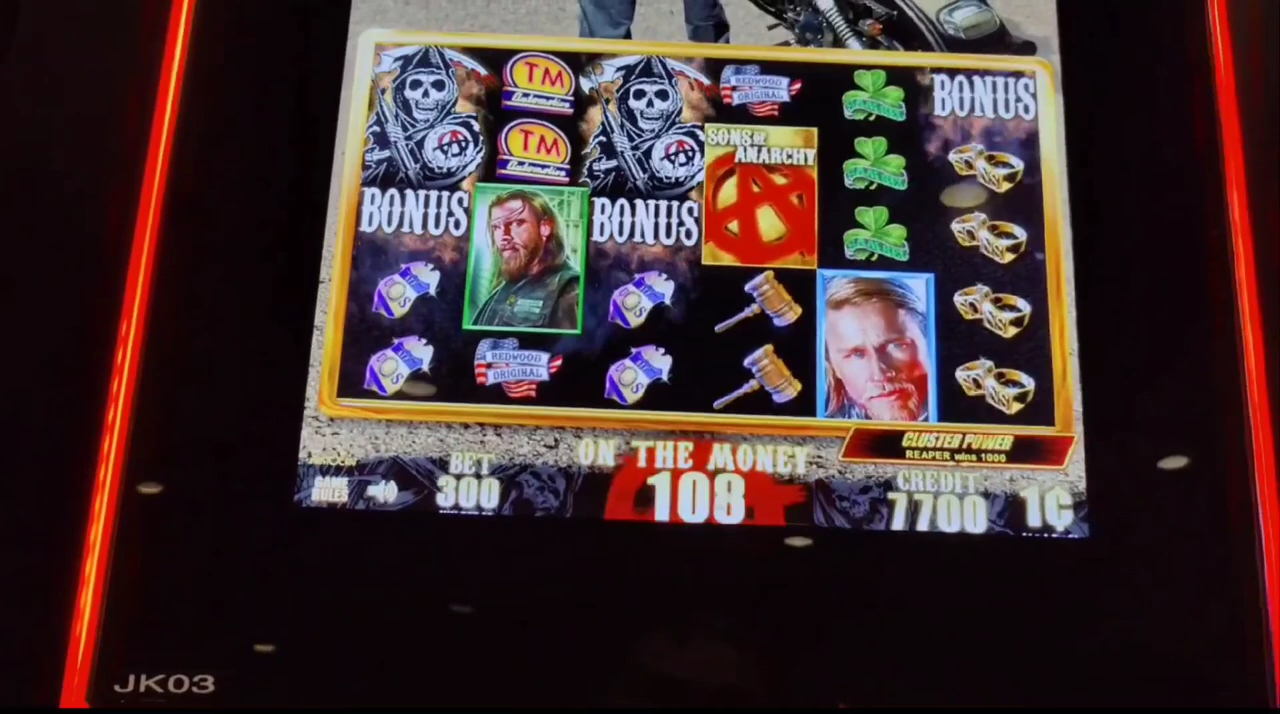 TM
Automotive
REDWOOD
ORIGINAL
BONUS
TM
Automotive
SONS OF
ANARCHY
BONUS
BONUS
REDWOOD
ORIGINAL
CLUSTER POWER
REAPER wins 1000
GAME
RULES
BET
300
ON THE MONEY
108
CREDIT
7700
1¢
JK03